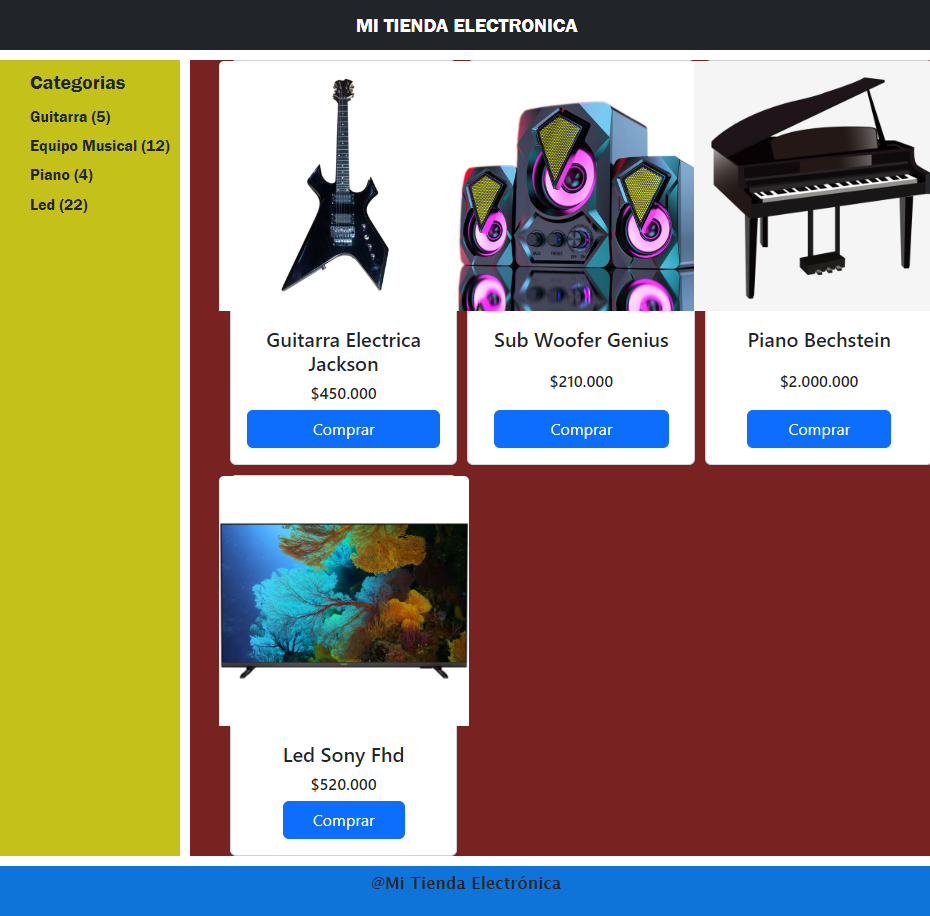 MI TIENDA ELECTRONICA
Categorias
Guitarra (5)
Equipo Musical (12)
Piano (4)
Led (22)
Guitarra Electrica
Jackson
$450.000
Comprar
Sub Woofer Genius
$210.000
Comprar
Piano Bechstein
$2.000.000
Comprar
Led Sony Fhd
$520.000
Comprar
@Mi Tienda Electrónica